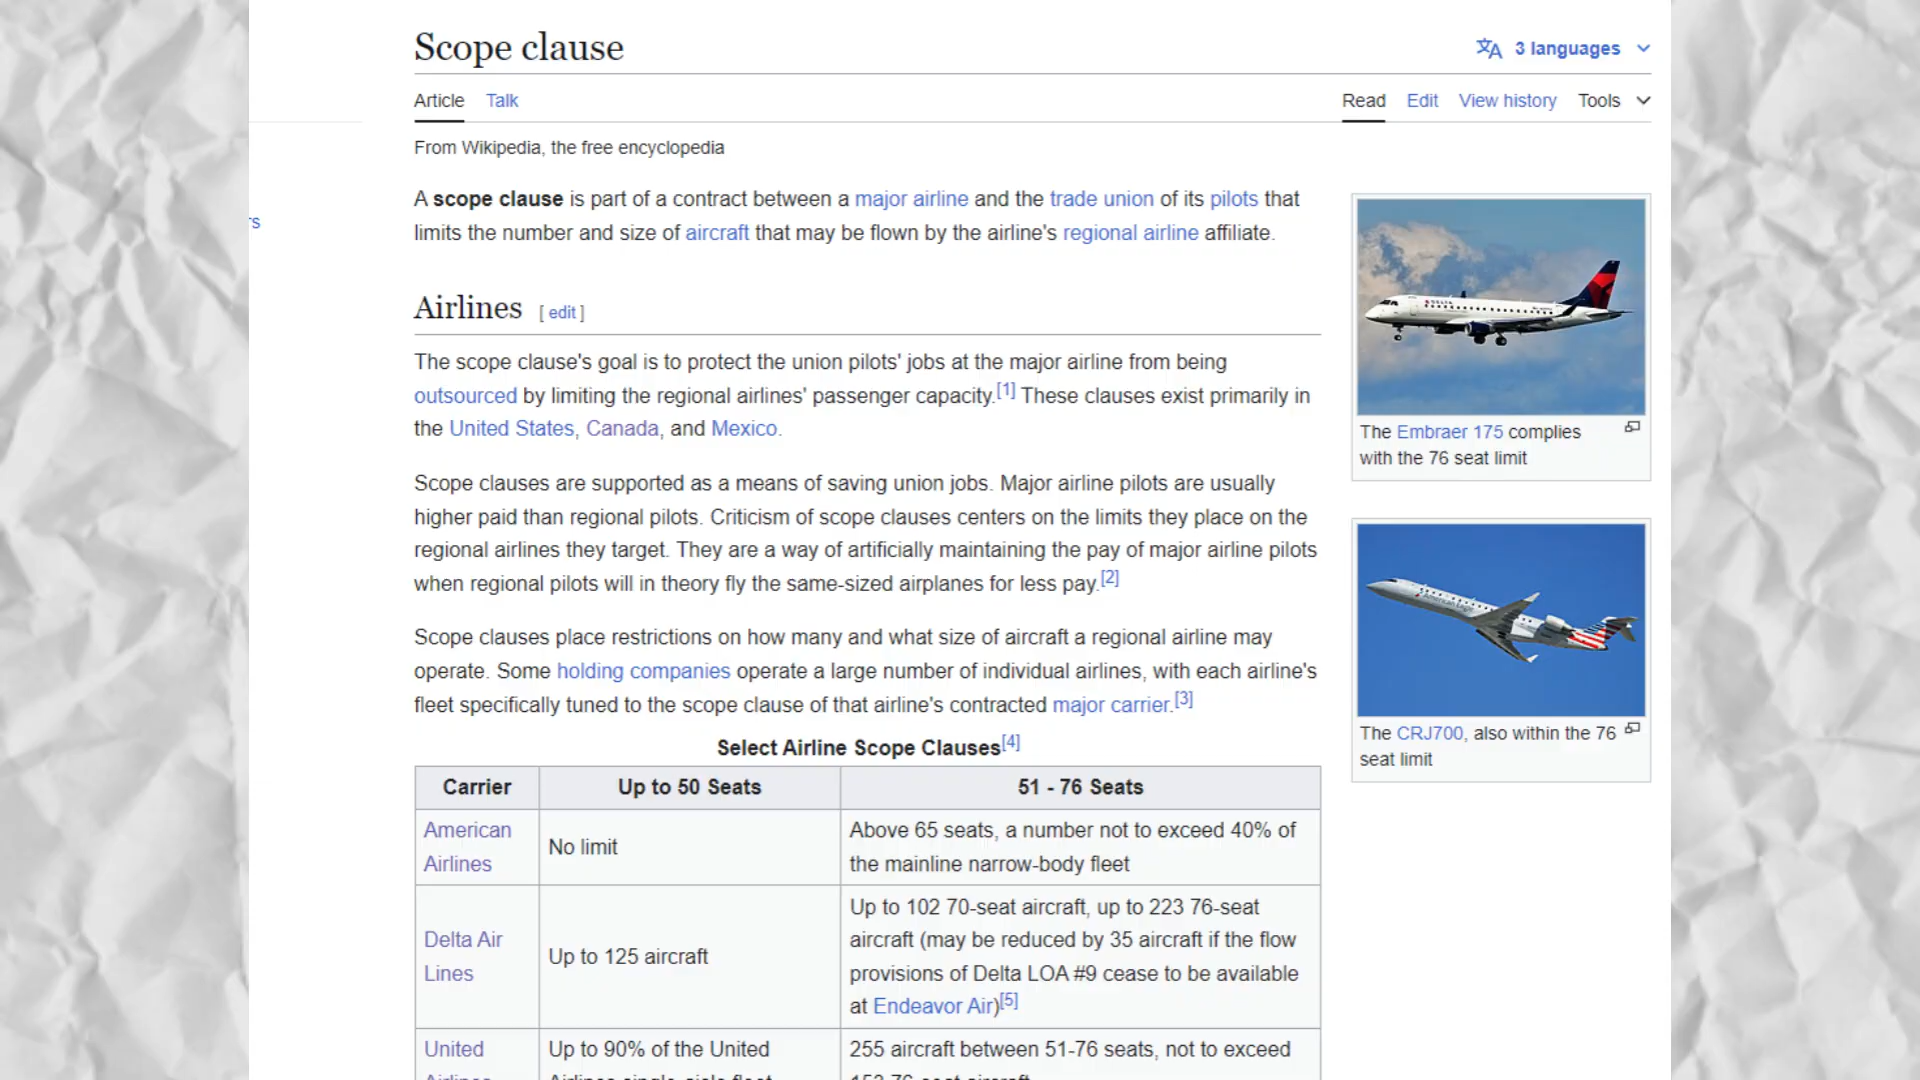 Scope clause
3 languages
Article Talk
Read Edit View history Tools
From Wikipedia, the free encyclopedia
rs
A scope clause is part of a contract between a major airline and the trade union of its pilots that
limits the number and size of aircraft that may be flown by the airline's regional airline affiliate.
Airlines [ edit ]
The scope clause's goal is to protect the union pilots' jobs at the major airline from being
outsourced by limiting the regional airlines' passenger capacity.[1] These clauses exist primarily in
the United States, Canada, and Mexico.
Scope clauses are supported as a means of saving union jobs. Major airline pilots are usually
higher paid than regional pilots. Criticism of scope clauses centers on the limits they place on the
regional airlines they target. They are a way of artificially maintaining the pay of major airline pilots
when regional pilots will in theory fly the same-sized airplanes for less pay.[2]
Scope clauses place restrictions on how many and what size of aircraft a regional airline may
operate. Some holding companies operate a large number of individual airlines, with each airline's
fleet specifically tuned to the scope clause of that airline's contracted major carrier.[3]
DELTA
The Embraer 175 complies
with the 76 seat limit
The CRJ700, also within the 76
seat limit
Select Airline Scope Clauses[4]
Carrier Up to 50 Seats 51 - 76 Seats
American
Airlines
No limit
Above 65 seats, a number not to exceed 40% of
the mainline narrow-body fleet
Delta Air
Lines
Up to 125 aircraft
Up to 102 70-seat aircraft, up to 223 76-seat
aircraft (may be reduced by 35 aircraft if the flow
provisions of Delta LOA #9 cease to be available
at Endeavor Air)[5]
United
Airlines
Up to 90% of the United
Airlines single-aisle fleet
255 aircraft between 51-76 seats, not to exceed
153 76-seat aircraft